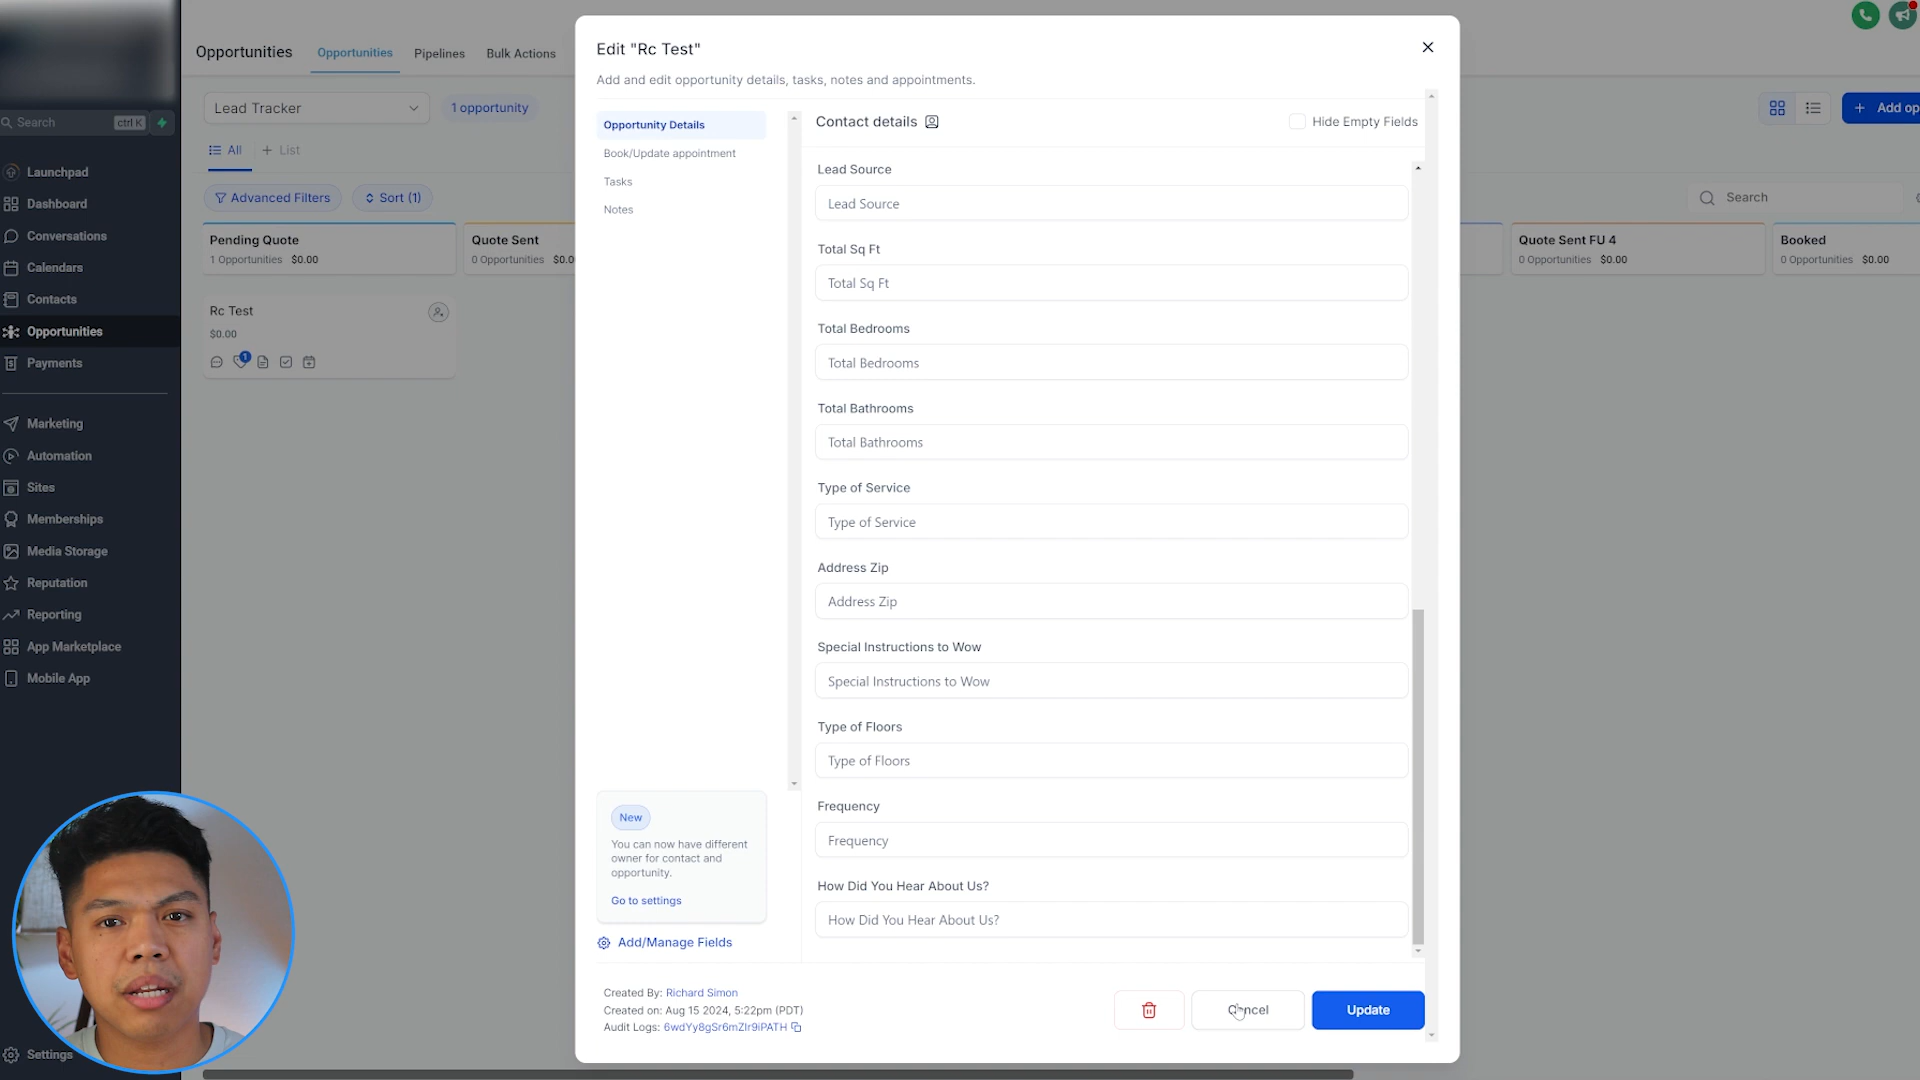 Search
ctrl K
Launchpad
Dashboard
Conversations
Calendars
Contacts
Opportunities
Payments
Marketing
Automation
Sites
Memberships
Media Storage
Reputation
Reporting
App Marketplace
Mobile App
Settings
Opportunities
Opportunities
Pipelines
Bulk Actions
Lead Tracker
1 opportunity
Add op
All
+ List
Advanced Filters
Sort (1)
Search
Pending Quote
1 Opportunities $0.00
Quote Sent
0 Opportunities $0.0
Quote Sent FU 4
0 Opportunities $0.00
Booked
0 Opportunities $0.00
Rc Test
$0.00
1
Edit "Rc Test"
Add and edit opportunity details, tasks, notes and appointments.
Opportunity Details
Book/Update appointment
Tasks
Notes
Contact details
Hide Empty Fields
Lead Source
Lead Source
Total Sq Ft
Total Sq Ft
Total Bedrooms
Total Bedrooms
Total Bathrooms
Total Bathrooms
Type of Service
Type of Service
Address Zip
Address Zip
Special Instructions to Wow
Special Instructions to Wow
Type of Floors
Type of Floors
Frequency
Frequency
How Did You Hear About Us?
How Did You Hear About Us?
New
You can now have different
owner for contact and
opportunity.
Go to settings
Add/Manage Fields
Created By: Richard Simon
Created on: Aug 15 2024, 5:22pm (PDT)
Audit Logs: 6wdYy8gSr6mZIr9iPATH
Cancel
Update